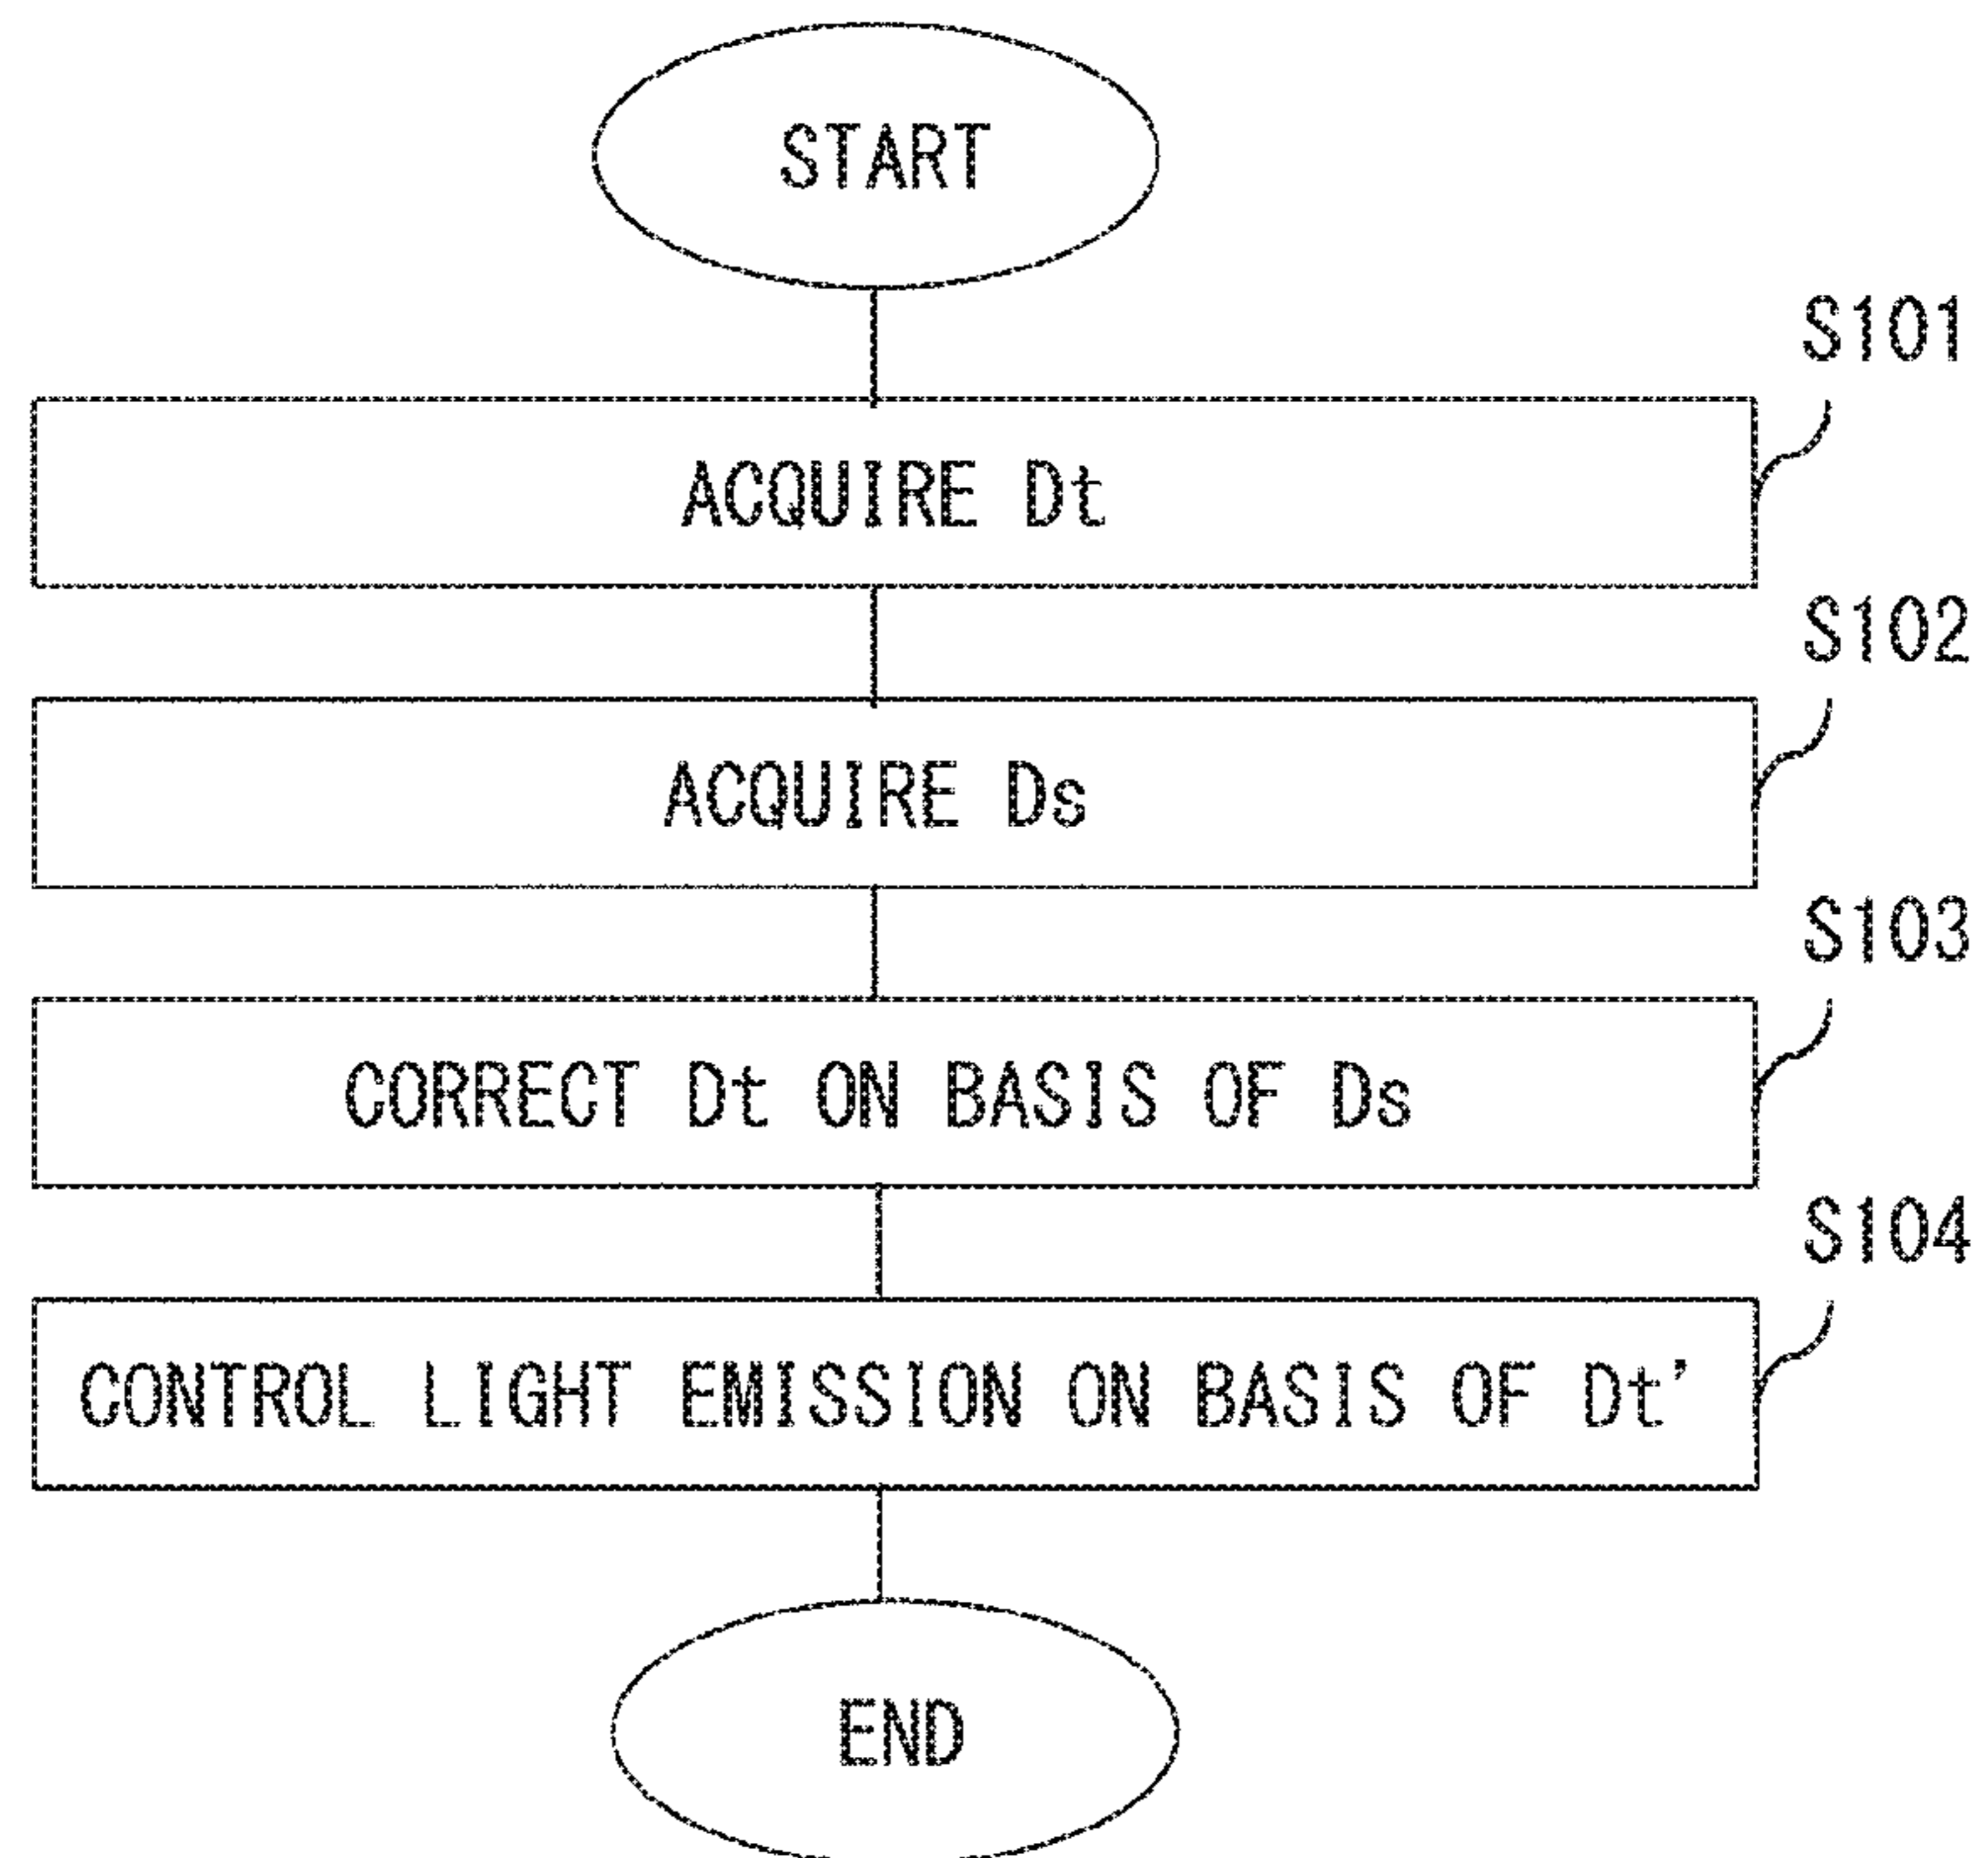 START
S101
ACQUIRE Dt
S102
ACQUIRE Ds
S103
CORRECT Dt ON BASIS OF Ds
S104
CONTROL LIGHT EMISSION ON BASIS OF Dt'
END